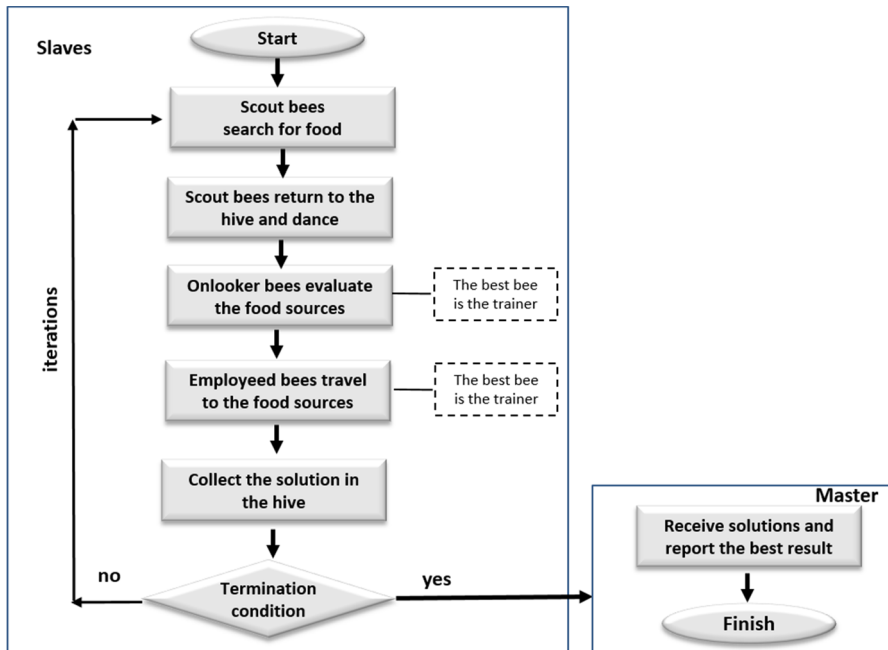 Slaves
Start
Scout bees
search for food
Scout bees return to the
hive and dance
Onlooker bees evaluate
the food sources
The best bee
is the trainer
Employeed bees travel
to the food sources
The best bee
is the trainer
iterations
Collect the solution in
the hive
Termination
condition
no
yes
Master
Receive solutions and
report the best result
Finish